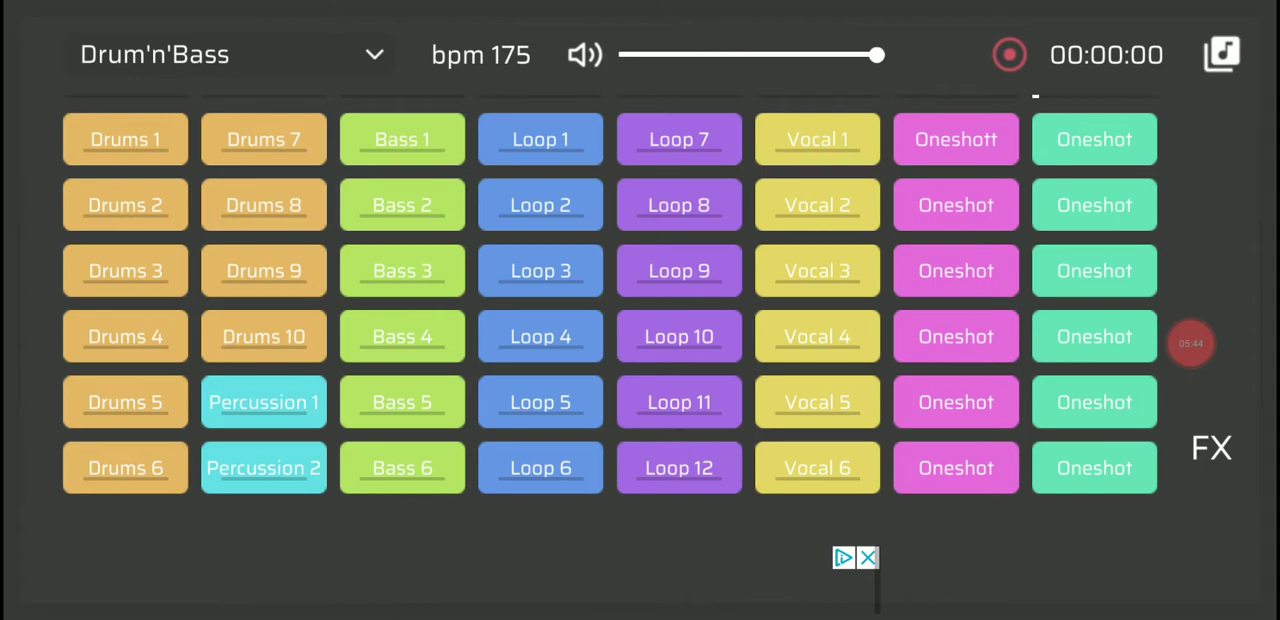 Drum'n'Bass bpm 175 00:00:00
Drums 1 Drums 7 Bass 1 Loop 1 Loop 7 Vocal 1 Oneshott Oneshot
Drums 2 Drums 8 Bass 2 Loop 2 Loop 8 Vocal 2 Oneshot Oneshot
Drums 3 Drums 9 Bass 3 Loop 3 Loop 9 Vocal 3 Oneshot Oneshot
Drums 4 Drums 10 Bass 4 Loop 4 Loop 10 Vocal 4 Oneshot Oneshot 05:44
Drums 5 Percussion 1 Bass 5 Loop 5 Loop 11 Vocal 5 Oneshot Oneshot
FX
Drums 6 Percussion 2 Bass 6 Loop 6 Loop 12 Vocal 6 Oneshot Oneshot